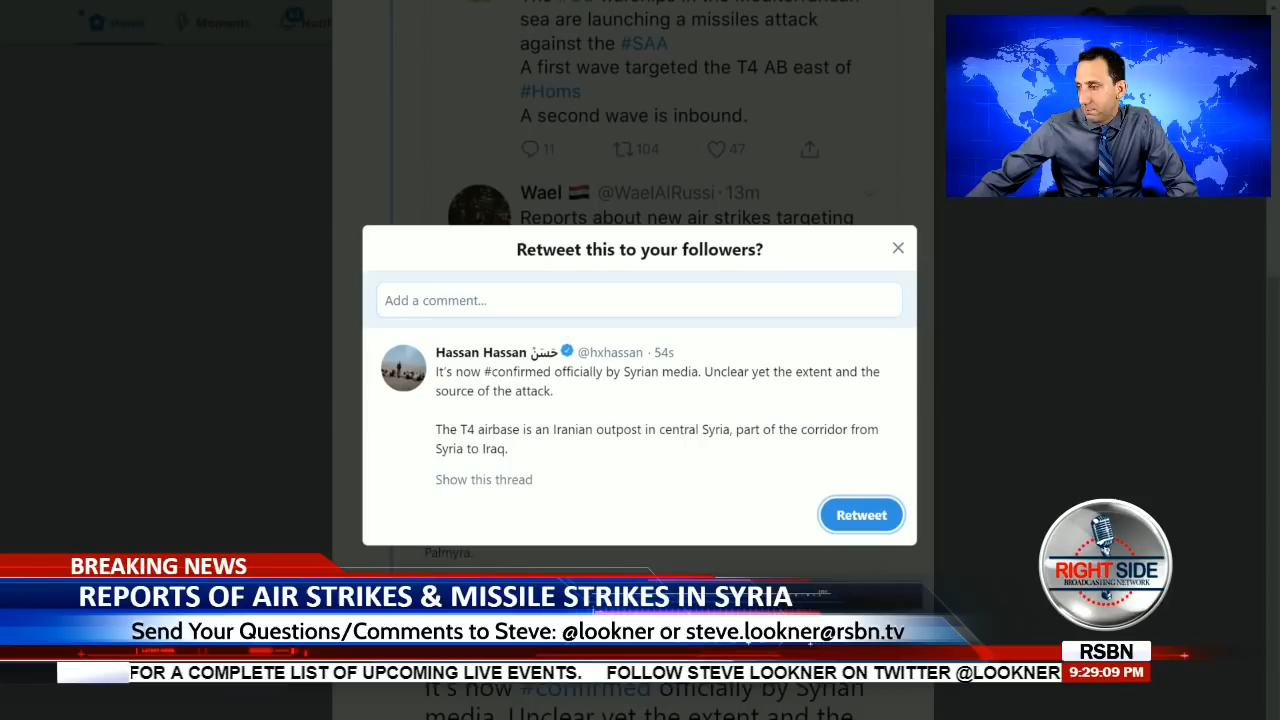 Home
Moments
sea are launching a missiles attack
against the #SAA
A first wave targeted the T4 AB east of
#Homs
A second wave is inbound.
11
104
47
Wael @WaelAlRussi · 13m
Reports about new air strikes targeting
Retweet this to your followers?
Add a comment...
Hassan Hassan حَسَنْ @hxhassan · 54s
It's now #confirmed officially by Syrian media. Unclear yet the extent and the
source of the attack.
The T4 airbase is an Iranian outpost in central Syria, part of the corridor from
Syria to Iraq.
Show this thread
Retweet
Palmyra.
BREAKING NEWS
REPORTS OF AIR STRIKES & MISSILE STRIKES IN SYRIA
Send Your Questions/Comments to Steve: @lookner or steve.lookner@rsbn.tv
LATEST NEWS
RIGHT SIDE
BROADCASTING NETWORK
RSBN
FOR A COMPLETE LIST OF UPCOMING LIVE EVENTS. FOLLOW STEVE LOOKNER ON TWITTER @LOOKNER
9:29:09 PM
It's now #confirmed officially by Syrian
media. Unclear yet the extent and the